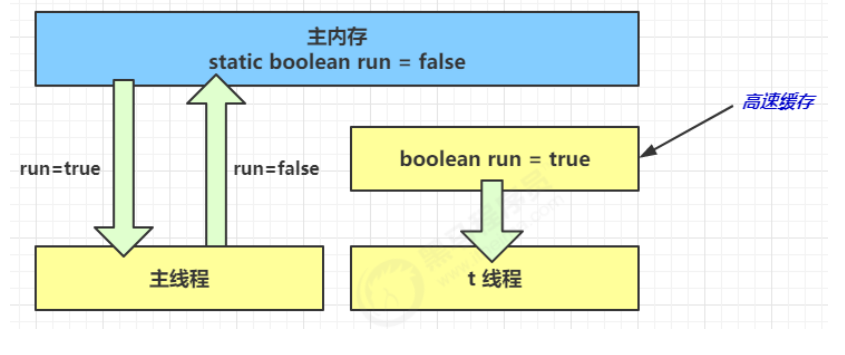 主内存
static boolean run = false
高速缓存
boolean run = true
run=true
run=false
主线程
t 线程